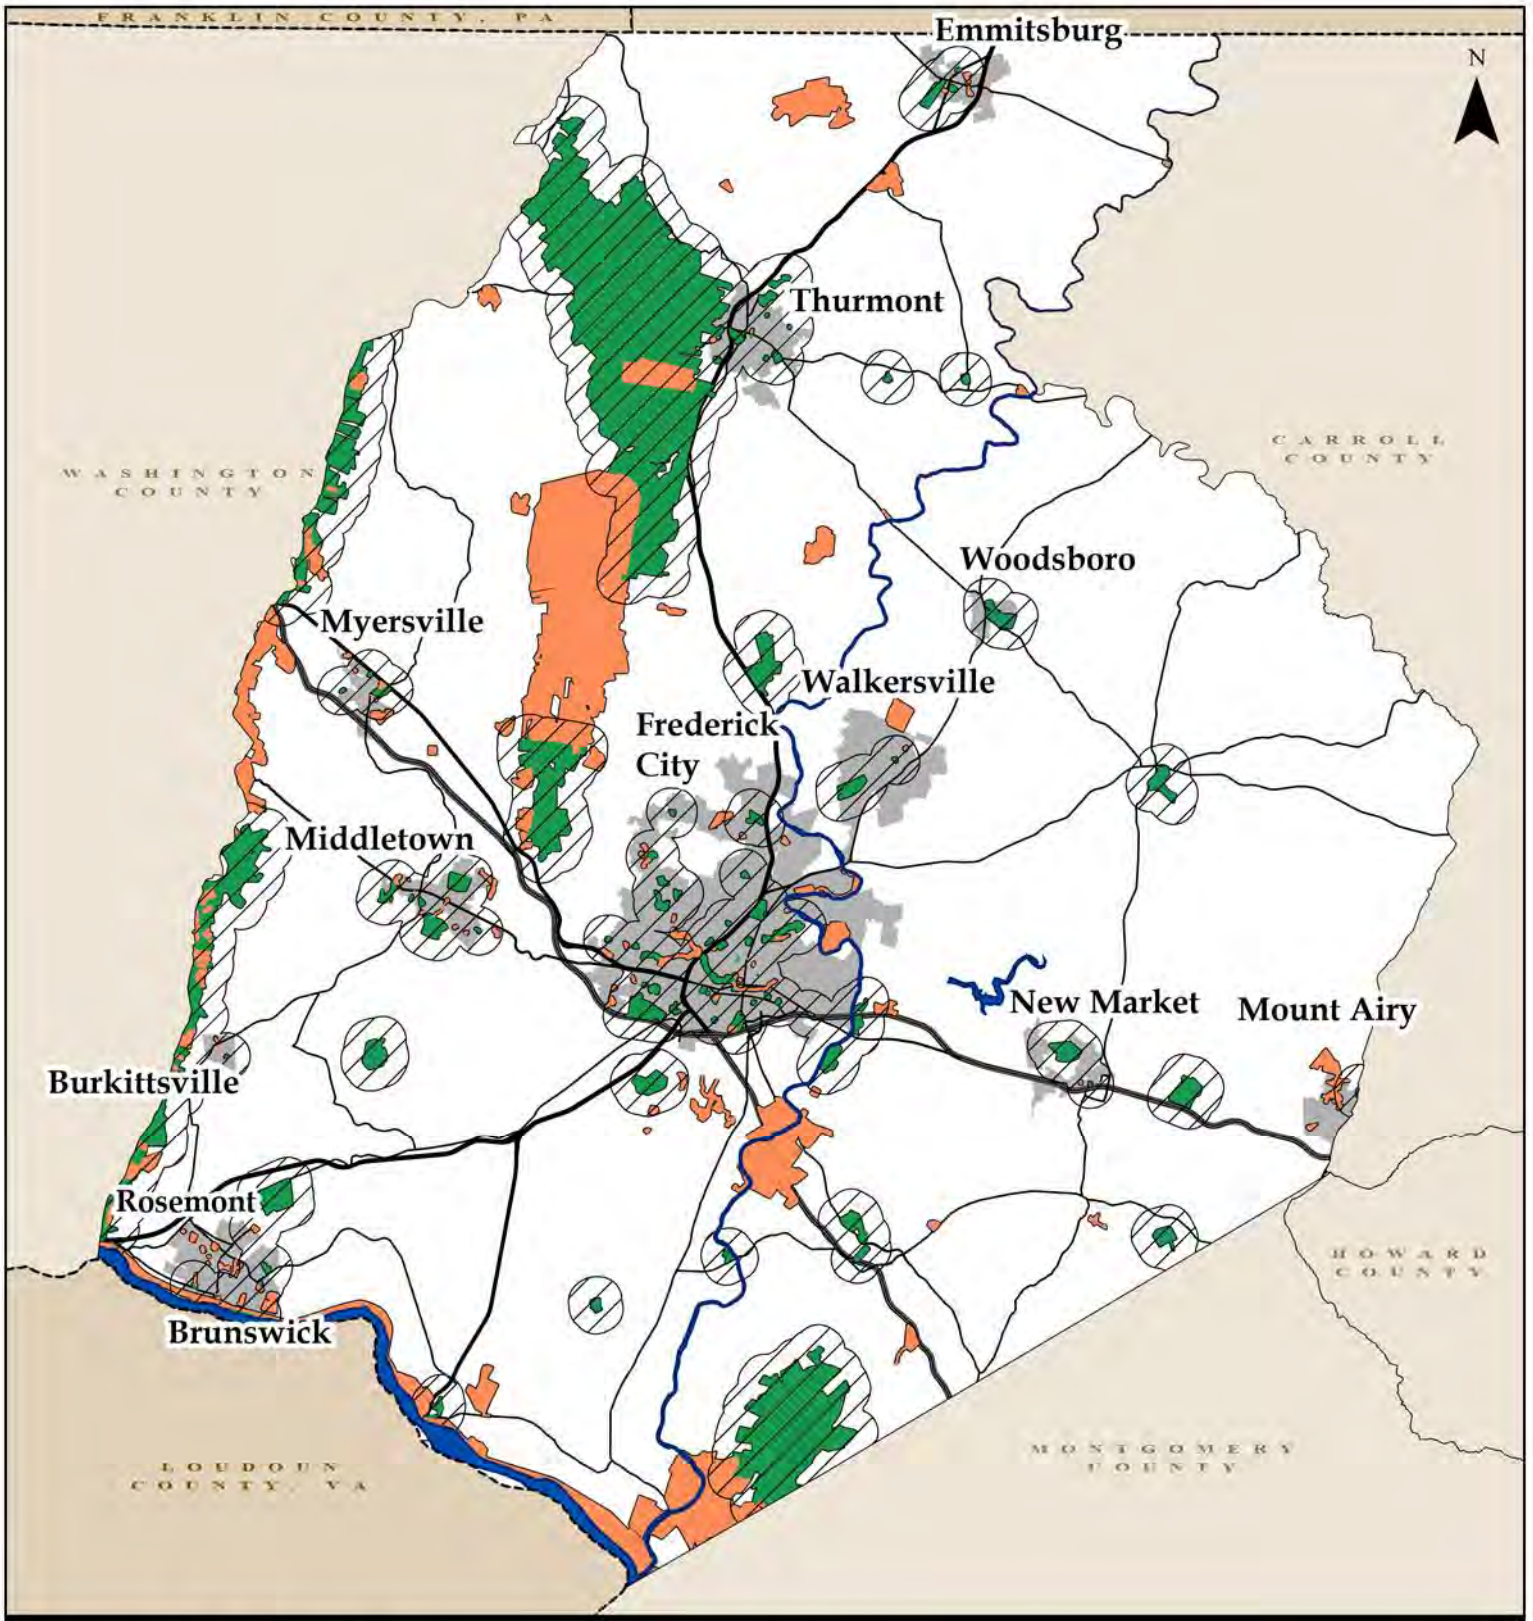 FRANKLIN COUNTY, PA
Emmitsburg
N
Thurmont
CARROLL
COUNTY
WASHINGTON
COUNTY
Woodsboro
Myersville
Walkersville
Frederick
City
Middletown
New Market
Mount Airy
Burkittsville
Rosemont
HOWARD
COUNTY
Brunswick
MONTGOMERY
COUNTY
LOUDOUN
COUNTY, VA